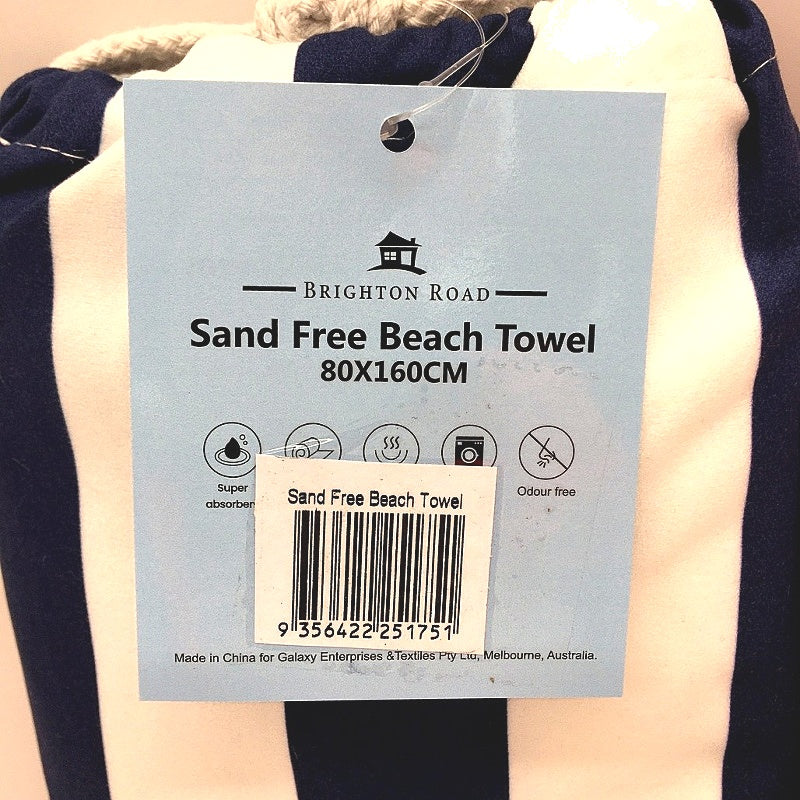 BRIGHTON ROAD
Sand Free Beach Towel
80X160CM
Super
absorben
Odour free
Sand Free Beach Towel
9 356422 251751
Made in China for Galaxy Enterprises &Textiles Pty Ltd, Melbourne, Australia.